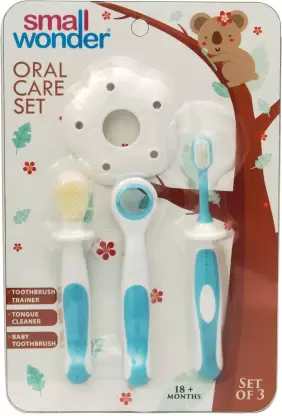 small
wonder®
ORAL
CARE
SET
TOOTHBRUSH
TRAINER
TONGUE
CLEANER
BABY
TOOTHBRUSH
18 +
MONTHS
SET
OF 3